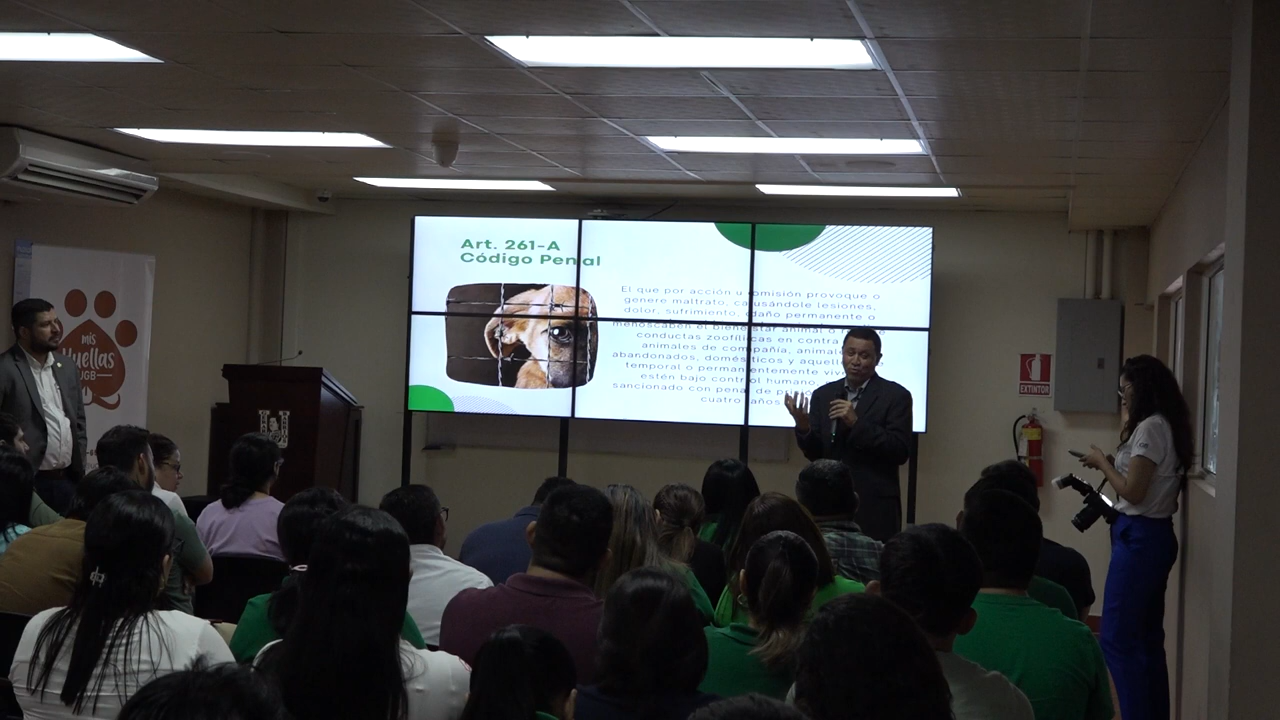 Art. 261-A
Código Penal
El que por acción u omisión provoque o
genere maltrato, causándole lesiones,
dolor, sufrimiento, daño permanente o
menoscaben el bienestar animal o
conductas zoofílicas en contra
animales de compañía,
abandonados, domésticos y
temporal o permanentemente
estén bajo control humano
sancionado con pena de
cuatro años
mis
Huellas
UGB
EXTINTOR